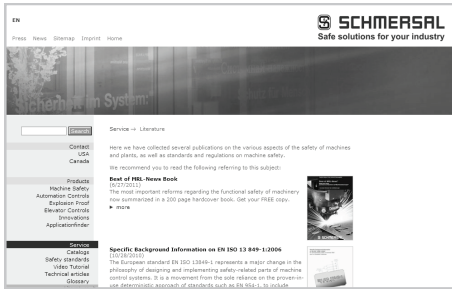 EN
SCHMERSAL
Safe solutions for your industry
Press News Sitemap Imprint Home
Sicherheit im System:
Search
Service → Literature
Contact
USA
Canada
Here we have collected several publications on the various aspects of the safety of machines
and plants, as well as standards and regulations on machine safety.
We recommend you to read the following referring to this subject:
Products
Machine Safety
Automation Controls
Explosion Proof
Elevator Controls
Innovations
Applicationfinder
Best of MRL-News Book
(6/27/2011)
The most important reforms regarding the functional safety of machinery
now summarized in a 200 page hardcover book. Get your FREE copy.
▶ more
SCHMERSAL
Service
Catalogs
Safety standards
Video Tutorial
Technical articles
Glossary
Specific Background Information on EN ISO 13 849-1:2006
(10/28/2010)
The European standard EN ISO 13849-1 represents a major change in the
philosophy of designing and implementing safety-related parts of machine
control systems. It is a movement from the sole reliance on the proven-in-
use deterministic approach of standards such as EN 954-1, to include